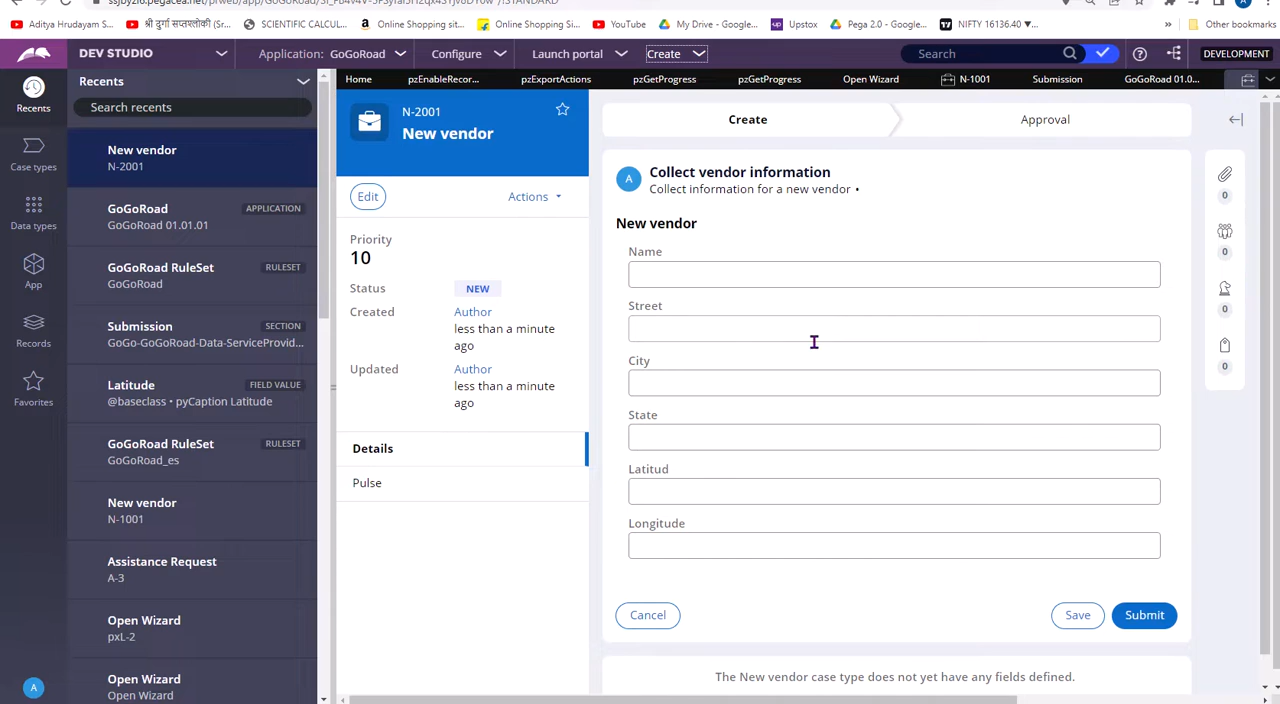 YouTube
श्री दुर्गा सप्तश्लोकी
SCIENTIFIC CALCUL...
Online Shopping sit...
Online Shopping Si...
YouTube
My Drive - Google...
Upstox
Pega 2.0 - Google...
NIFTY 16136.40 ▼...
»
Other bookmarks
DEV STUDIO
Application: GoGoRoad
Configure
Launch portal
Create
Search
DEVELOPMENT
Recents
Home
pzEnableRecor...
pzExportActions
pzGetProgress
pzGetProgress
Open Wizard
N-1001
Submission
GoGoRoad 01.0...
Recents
Search recents
New vendor
N-2001
GoGoRoad
APPLICATION
GoGoRoad 01.01.01
GoGoRoad RuleSet
RULESET
GoGoRoad
Submission
SECTION
GoGo-GoGoRoad-Data-ServiceProvid...
Latitude
FIELD VALUE
@baseclass • pyCaption Latitude
GoGoRoad RuleSet
RULESET
GoGoRoad_es
New vendor
N-1001
Assistance Request
A-3
Open Wizard
pxL-2
Open Wizard
Open Wizard
Case types
Data types
App
Records
Favorites
A
N-2001
New vendor
Edit
Actions
Priority
10
Status
NEW
Created
Author
less than a minute
ago
Updated
Author
less than a minute
ago
Details
Pulse
Create
Approval
A
Collect vendor information
Collect information for a new vendor •
New vendor
Name
Street
City
State
Latitud
Longitude
Cancel
Save
Submit
The New vendor case type does not yet have any fields defined.
0
0
0
0